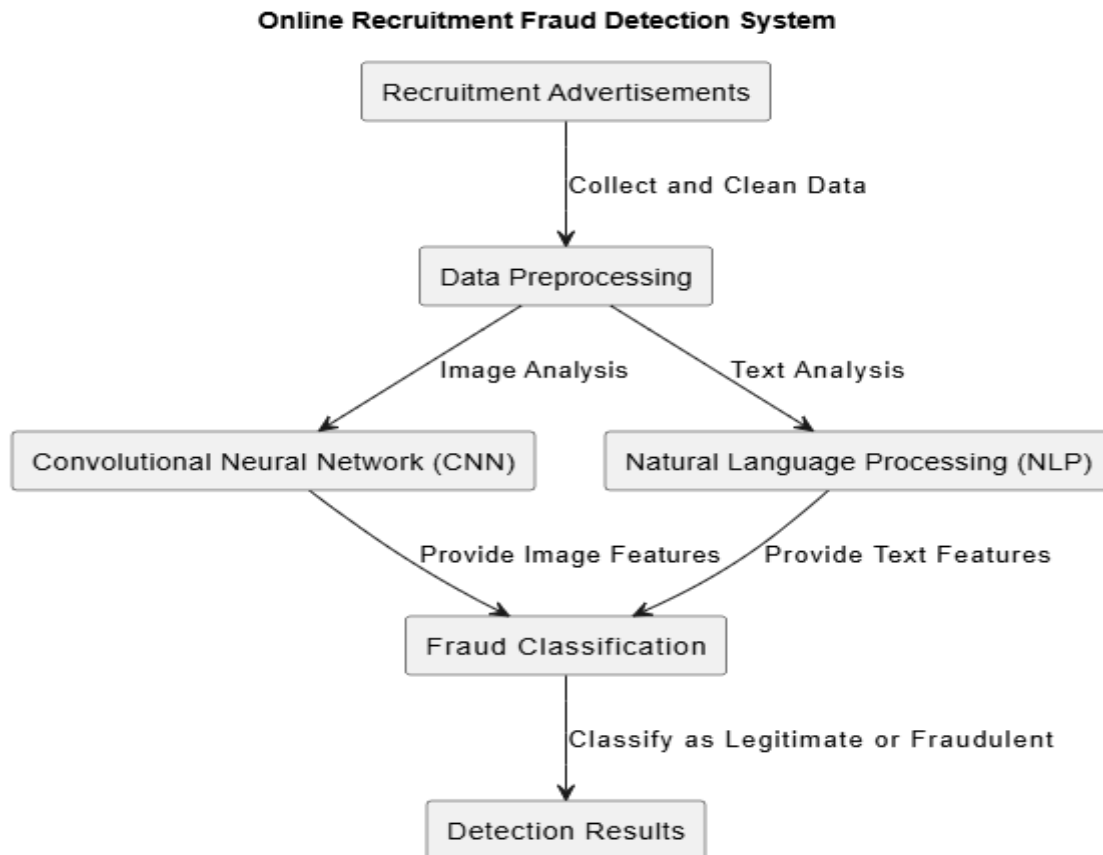 Online Recruitment Fraud Detection System
Recruitment Advertisements
Collect and Clean Data
Data Preprocessing
Image Analysis
Text Analysis
Convolutional Neural Network (CNN)
Natural Language Processing (NLP)
Provide Image Features
Provide Text Features
Fraud Classification
Classify as Legitimate or Fraudulent
Detection Results